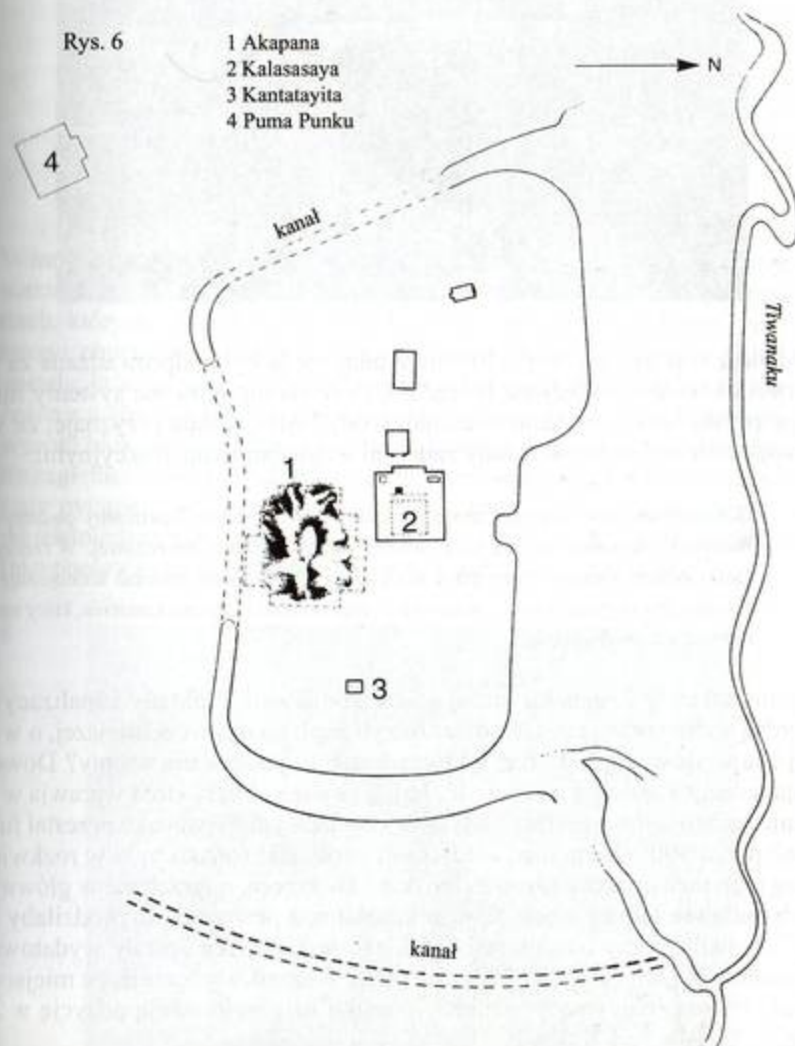 Rys. 6
1 Akapana
2 Kalasasaya
3 Kantatayita
4 Puma Punku
N
4
kanał
Tiwanaku
1
2
3
kanał